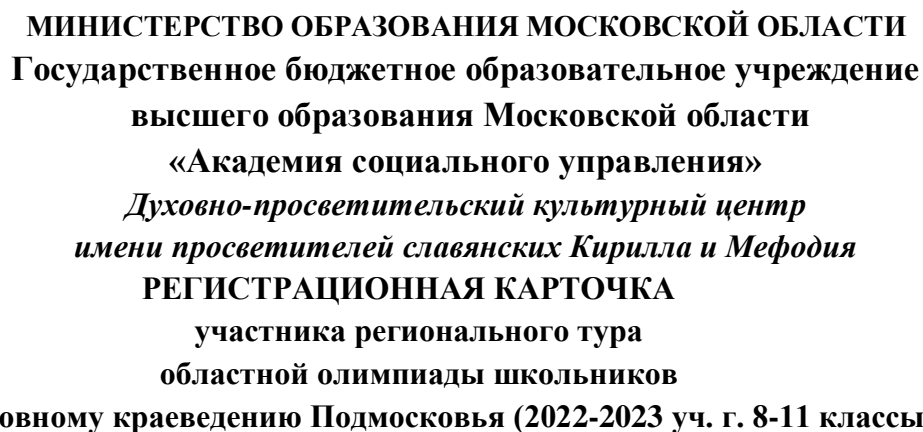 МИНИСТЕРСТВО ОБРАЗОВАНИЯ МОСКОВСКОЙ ОБЛАСТИ
Государственное бюджетное образовательное учреждение
высшего образования Московской области
«Академия социального управления»
Духовно-просветительский культурный центр
имени просветителей славянских Кирилла и Мефодия
РЕГИСТРАЦИОННАЯ КАРТОЧКА
участника регионального тура
областной олимпиады школьников
овному краеведению Подмосковья (2022-2023 уч. г. 8-11 классы